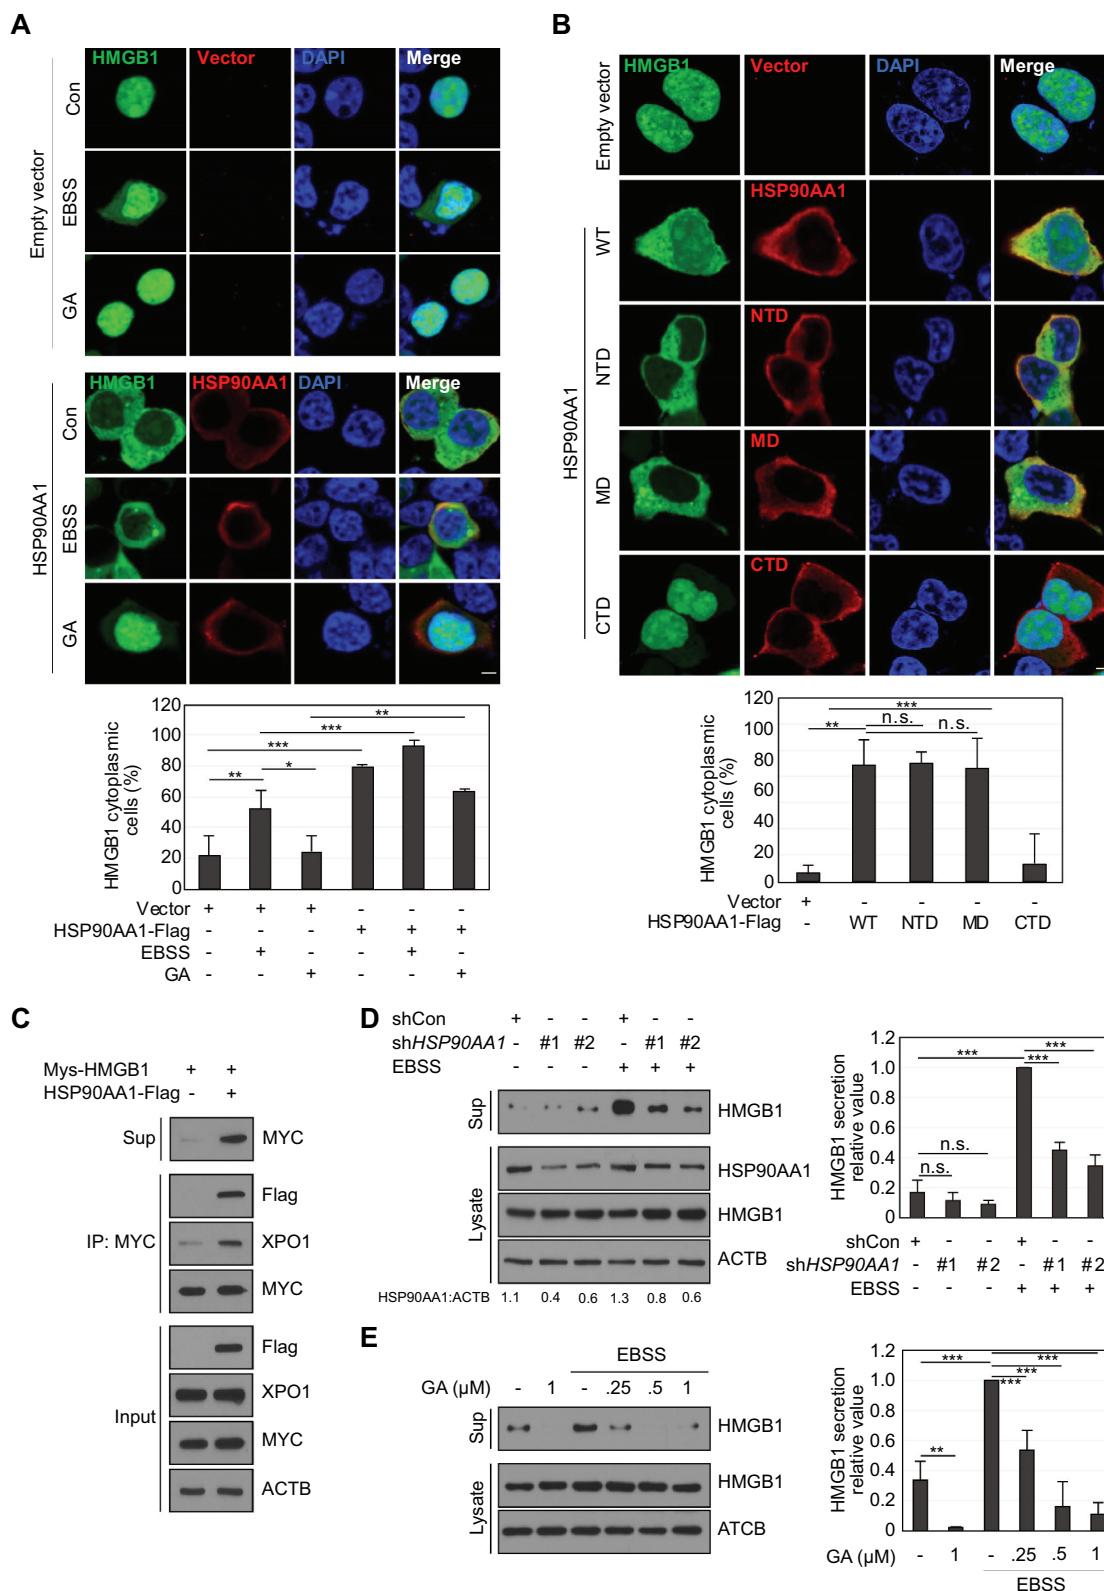 A
HMGB1 Vector DAPI Merge
Empty vector
Con
EBSS
GA
HMGB1 HSP90AA1 DAPI Merge
HSP90AA1
Con
EBSS
GA
HMGB1 cytoplasmic
cells (%)
120
100
80
60
40
20
0
** * *** *** **
Vector + + + - - -
HSP90AA1-Flag - - - + + +
EBSS - + - - + -
GA - - + - - +
B
HMGB1 Vector DAPI Merge
Empty vector
HSP90AA1
WT
HSP90AA1
NTD
NTD
MD
MD
CTD
CTD
HMGB1 cytoplasmic
cells (%)
120
100
80
60
40
20
0
***
** n.s. n.s.
Vector + - - - -
HSP90AA1-Flag - WT NTD MD CTD
C
Mys-HMGB1 + +
HSP90AA1-Flag - +
Sup MYC
IP: MYC
Flag
XPO1
MYC
Input
Flag
XPO1
MYC
ACTB
D
shCon + - - + - -
shHSP90AA1 - #1 #2 - #1 #2
EBSS - - - + + +
Sup HMGB1
Lysate
HSP90AA1
HMGB1
ACTB
HSP90AA1:ACTB 1.1 0.4 0.6 1.3 0.8 0.6
HMGB1 secretion
relative value
1.2
1.0
0.8
0.6
0.4
0.2
0
*** *** ***
n.s.
n.s.
shCon + - - + - -
shHSP90AA1 - #1 #2 - #1 #2
EBSS - - - + + +
E
EBSS
GA (µM) - 1 - .25 .5 1
Sup HMGB1
Lysate
HMGB1
ATCB
HMGB1 secretion
relative value
1.2
1.0
0.8
0.6
0.4
0.2
0
*** *** ***
**
GA (µM) - 1 - .25 .5 1
EBSS